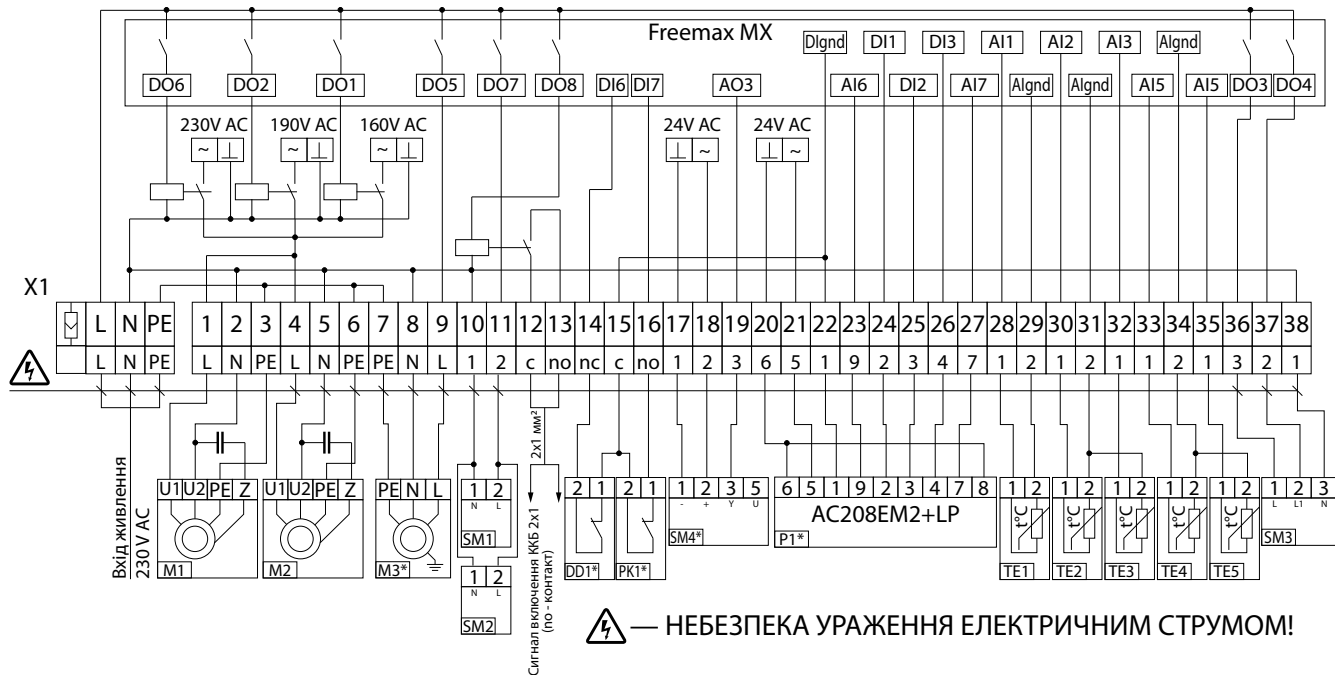 Freemax MX
DIgnd DI1 DI3 AI1 AI2 AI3 AIgnd
DO6 DO2 DO1 DO5 DO7 DO8 DI6 DI7 AO3 AI6 DI2 AI7 AIgnd AIgnd AI5 AI5 DO3 DO4
230V AC 190V AC 160V AC 24V AC 24V AC
~ ~ ~ ~ ~
X1
L N PE 1 2 3 4 5 6 7 8 9 10 11 12 13 14 15 16 17 18 19 20 21 22 23 24 25 26 27 28 29 30 31 32 33 34 35 36 37 38
L N PE L N PE L N PE PE N L 1 2 c no nc c no 1 2 3 6 5 1 9 2 3 4 7 1 2 1 2 1 1 2 1 3 2 1
Вхід живлення
230 V AC
U1 U2 PE Z
M1
U1 U2 PE Z
M2
PE N L
M3*
1 2
N L
SM1
1 2
N L
SM2
2x1 мм²
Сигнал включення ККБ 2x1
(no - контакт)
2 1
DD1*
2 1
PK1*
1 2 3 5
- + Y U
SM4*
6 5 1 9 2 3 4 7 8
AC208EM2+LP
P1*
1 2
t°C
TE1
1 2
t°C
TE2
1 2
t°C
TE3
1 2
t°C
TE4
1 2
t°C
TE5
1 2 3
L L1 N
SM3
— НЕБЕЗПЕКА УРАЖЕННЯ ЕЛЕКТРИЧНИМ СТРУМОМ!